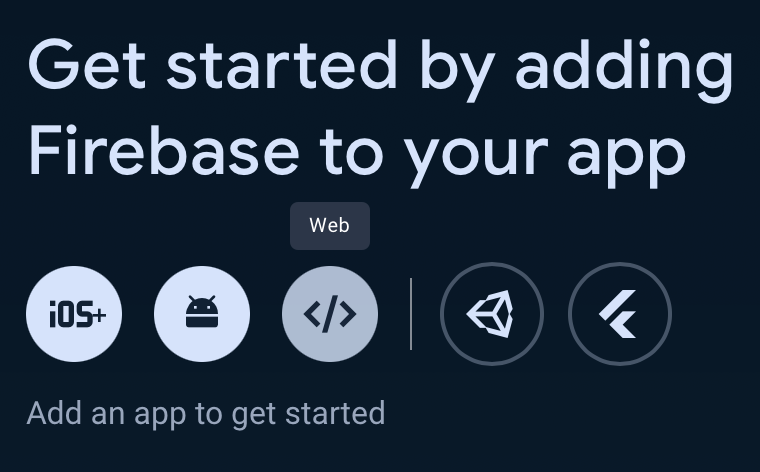 Get started by adding
Firebase to your app
Web
iOS+
</>
Add an app to get started